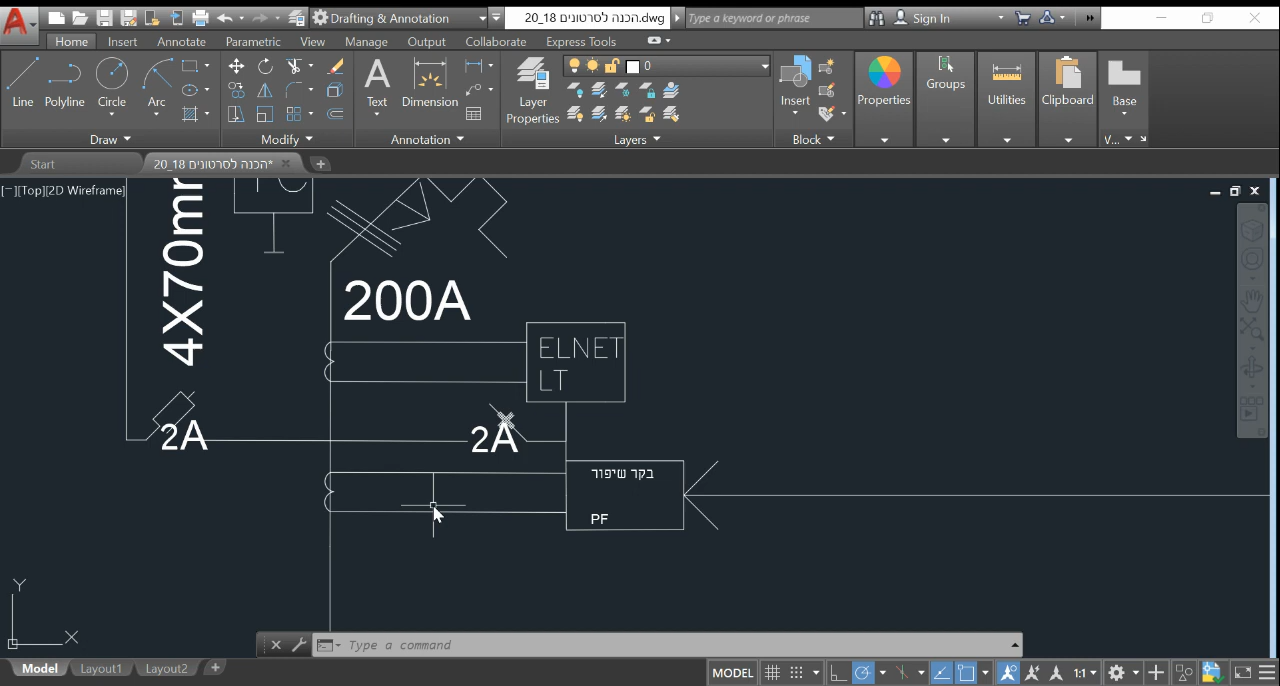 Drafting & Annotation
הכנה לסרטונים 18_20.dwg
Type a keyword or phrase
Sign In
Home Insert Annotate Parametric View Manage Output Collaborate Express Tools
Line Polyline Circle Arc
Text Dimension
Layer
Properties
0
Insert
Properties Groups Utilities Clipboard Base
Draw Modify Annotation Layers Block V...
Start
הכנה לסרטונים 18_20*
[−][Top][2D Wireframe]
4X70mm
200A
ELNET
LT
2A
2A
בקר שיפור
PF
Y
X
Type a command
Model Layout1 Layout2
MODEL
1:1